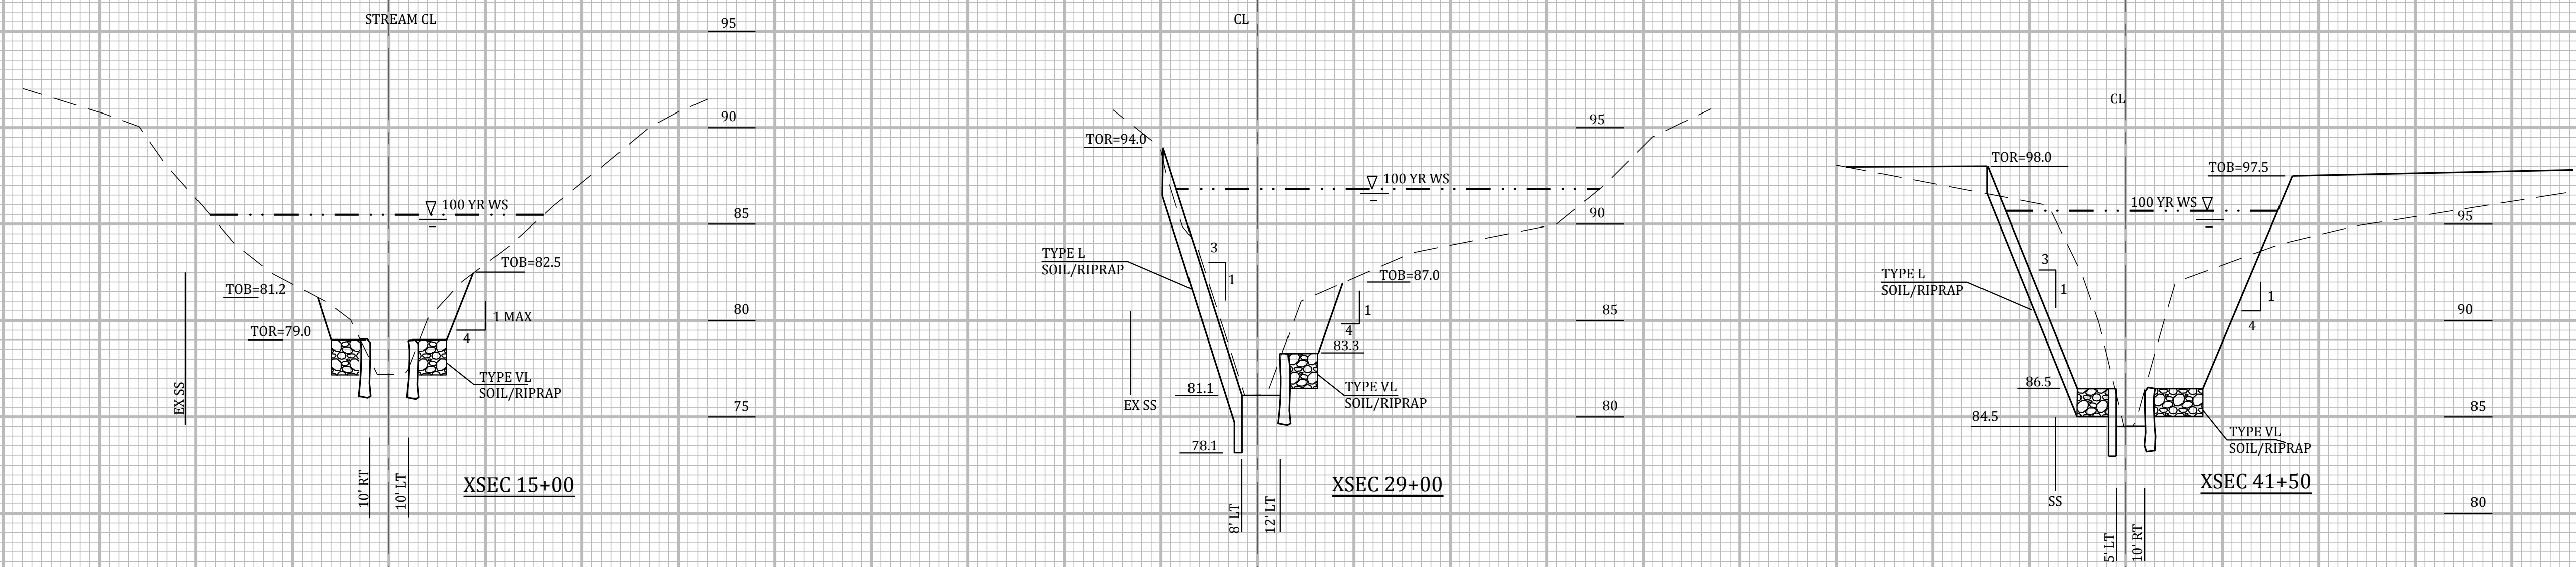 STREAM CL
95
90
85
80
75
100 YR WS
TOB=82.5
TOB=81.2
TOR=79.0
1 MAX
4
TYPE VL
SOIL/RIPRAP
EX SS
10' RT
10' LT
XSEC 15+00
CL
95
90
85
80
TOR=94.0
100 YR WS
TYPE L
SOIL/RIPRAP
3
1
TOB=87.0
1
4
83.3
81.1
78.1
TYPE VL
SOIL/RIPRAP
EX SS
8' LT
12' LT
XSEC 29+00
CL
TOR=98.0
TOB=97.5
100 YR WS
95
90
85
80
TYPE L
SOIL/RIPRAP
3
1
1
4
86.5
84.5
TYPE VL
SOIL/RIPRAP
SS
5' LT
10' RT
XSEC 41+50